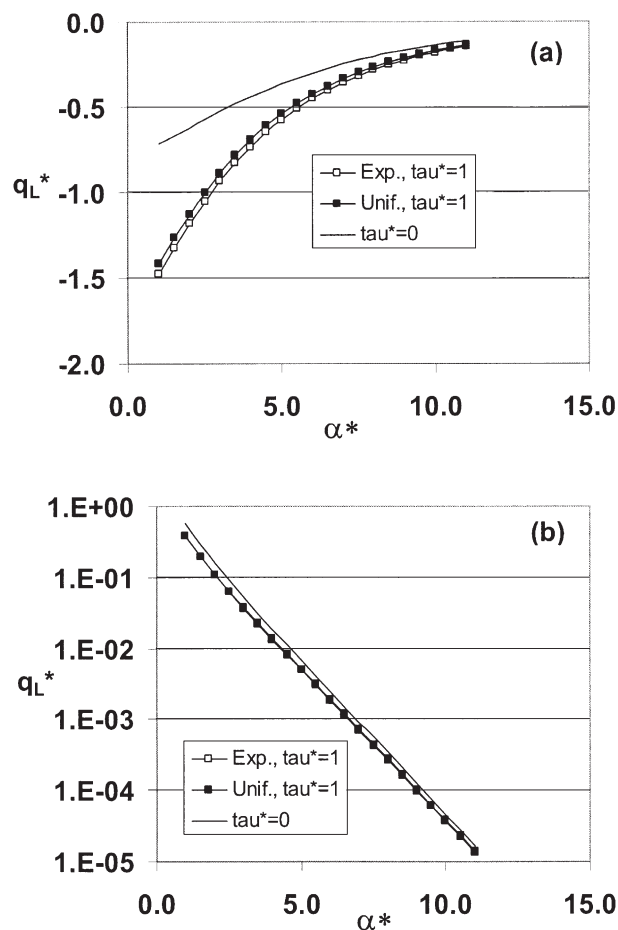 0.0
(a)
-0.5
qL*
-1.0
Exp., tau*=1
Unif., tau*=1
tau*=0
-1.5
-2.0
0.0
5.0
10.0
15.0
α*
1.E+00
(b)
1.E-01
1.E-02
qL*
1.E-03
Exp., tau*=1
Unif., tau*=1
tau*=0
1.E-04
1.E-05
0.0
5.0
10.0
15.0
α*